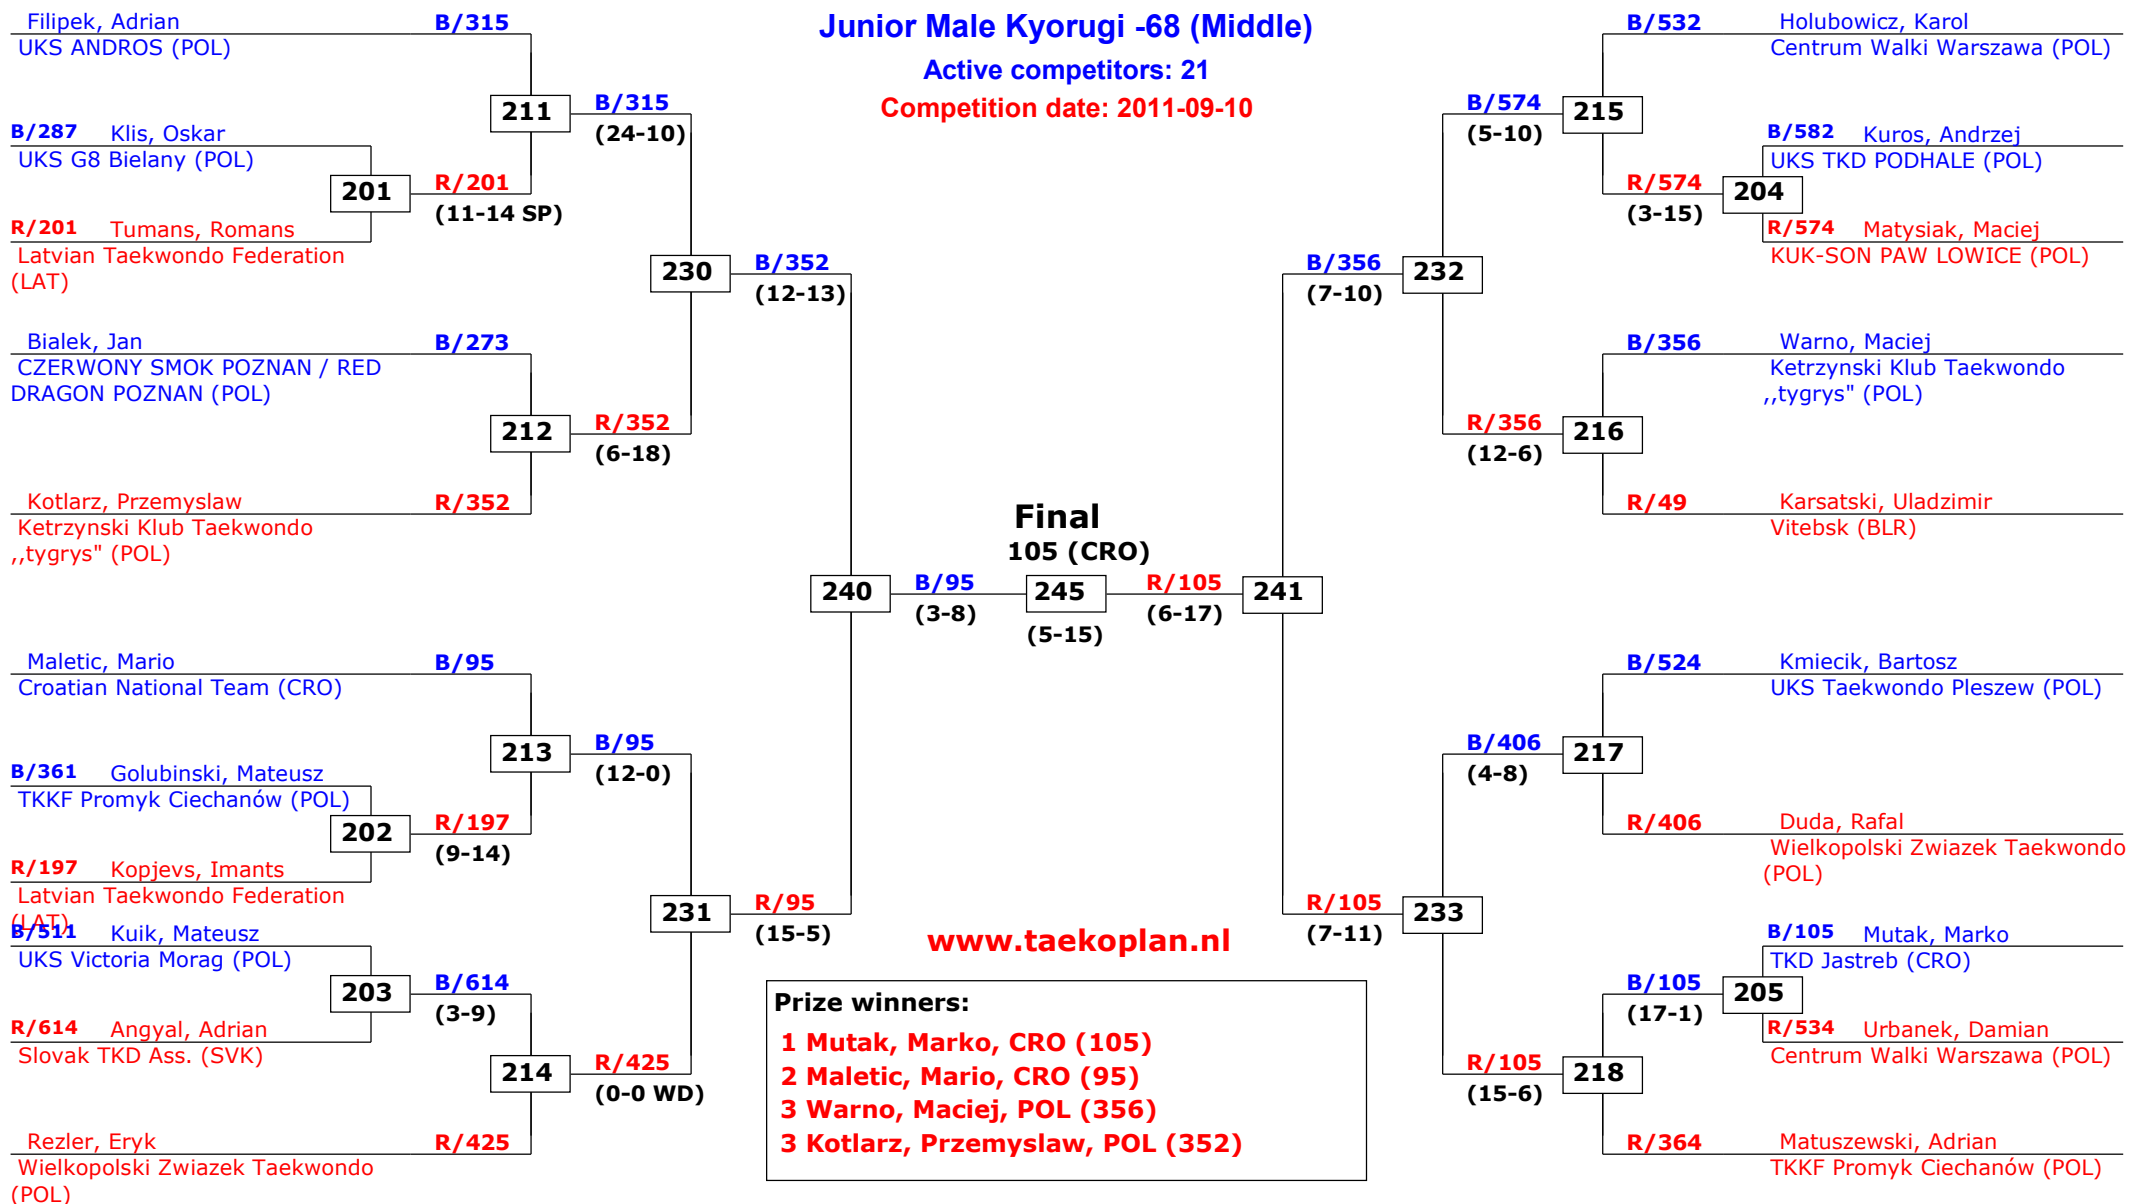 Junior Male Kyorugi -68 (Middle)
Active competitors: 21
Competition date: 2011-09-10
Filipek, Adrian
B/315
UKS ANDROS (POL)
211
B/315
(24-10)
B/287 Klis, Oskar
UKS G8 Bielany (POL)
201
R/201
(11-14 SP)
R/201 Tumans, Romans
Latvian Taekwondo Federation
(LAT)
230
B/352
(12-13)
Bialek, Jan
B/273
CZERWONY SMOK POZNAN / RED
DRAGON POZNAN (POL)
212
R/352
(6-18)
Kotlarz, Przemyslaw
R/352
Ketrzynski Klub Taekwondo
,,tygrys" (POL)
240
B/95
(3-8)
Maletic, Mario
B/95
Croatian National Team (CRO)
213
B/95
(12-0)
B/361 Golubinski, Mateusz
TKKF Promyk Ciechanów (POL)
202
R/197
(9-14)
R/197 Kopjevs, Imants
Latvian Taekwondo Federation
(LAT)
231
R/95
(15-5)
B/511 Kuik, Mateusz
UKS Victoria Morag (POL)
203
B/614
(3-9)
R/614 Angyal, Adrian
Slovak TKD Ass. (SVK)
214
R/425
(0-0 WD)
Rezler, Eryk
R/425
Wielkopolski Zwiazek Taekwondo
(POL)
Final
105 (CRO)
245
(5-15)
R/105
(6-17)
241
B/532
Holubowicz, Karol
Centrum Walki Warszawa (POL)
B/574
(5-10)
215
B/582 Kuros, Andrzej
UKS TKD PODHALE (POL)
R/574
(3-15)
204
R/574 Matysiak, Maciej
KUK-SON PAW LOWICE (POL)
B/356
(7-10)
232
B/356
Warno, Maciej
Ketrzynski Klub Taekwondo
,,tygrys" (POL)
R/356
(12-6)
216
R/49
Karsatski, Uladzimir
Vitebsk (BLR)
B/524
Kmiecik, Bartosz
UKS Taekwondo Pleszew (POL)
B/406
(4-8)
217
R/406
Duda, Rafal
Wielkopolski Zwiazek Taekwondo
(POL)
R/105
(7-11)
233
B/105 Mutak, Marko
TKD Jastreb (CRO)
B/105
(17-1)
205
R/534 Urbanek, Damian
Centrum Walki Warszawa (POL)
R/105
(15-6)
218
R/364
Matuszewski, Adrian
TKKF Promyk Ciechanów (POL)
www.taekoplan.nl
Prize winners:
1 Mutak, Marko, CRO (105)
2 Maletic, Mario, CRO (95)
3 Warno, Maciej, POL (356)
3 Kotlarz, Przemyslaw, POL (352)